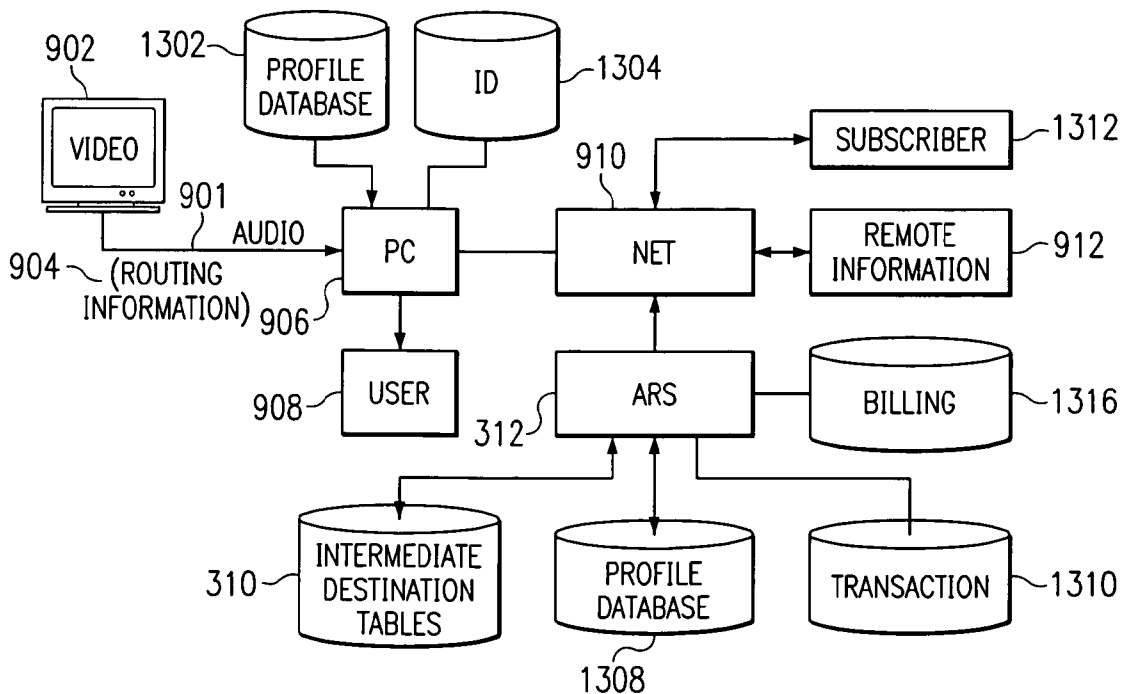 902
1302
PROFILE
DATABASE
ID
1304
VIDEO
901
AUDIO
904
(ROUTING
INFORMATION)
PC
906
USER
908
910
NET
SUBSCRIBER
1312
REMOTE
INFORMATION
912
ARS
312
BILLING
1316
310
INTERMEDIATE
DESTINATION
TABLES
PROFILE
DATABASE
1308
TRANSACTION
1310